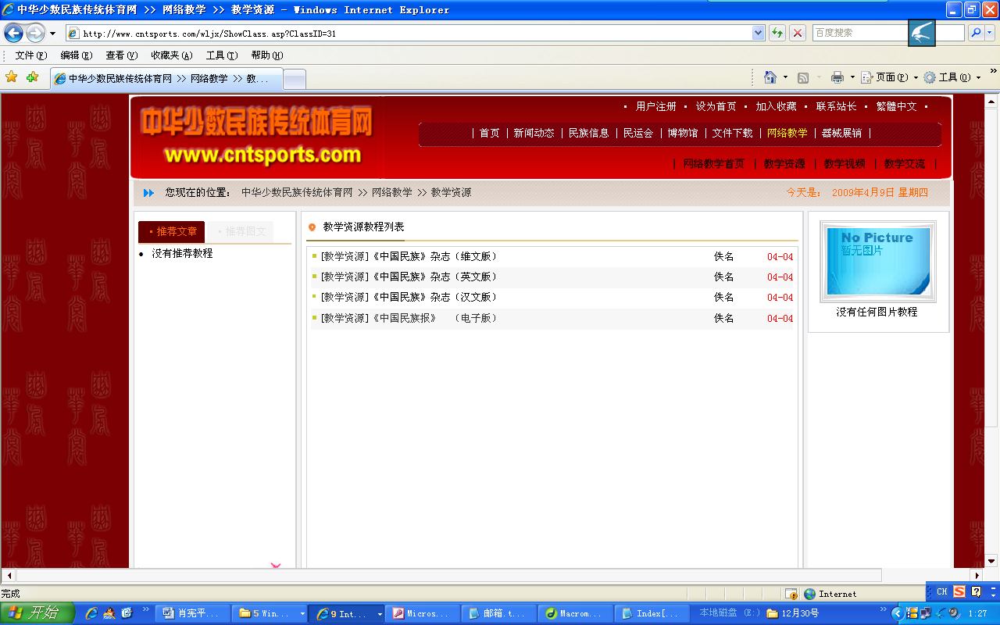 中华少数民族传统体育网 >> 网络教学 >> 教学资源 - Windows Internet Explorer
http://www.cntsports.com/wljx/ShowClass.asp?ClassID=31
百度搜索
文件(F) 编辑(E) 查看(V) 收藏夹(A) 工具(T) 帮助(H)
中华少数民族传统体育网 >> 网络教学 >> 教...
页面(P) 工具(O) »
中华少数民族传统体育网
www.cntsports.com
· 用户注册 · 设为首页 · 加入收藏 · 联系站长 · 繁體中文 ·
| 首页 | 新闻动态 | 民族信息 | 民运会 | 博物馆 | 文件下载 | 网络教学 | 器械展销 |
| 网络教学首页 | 教学资源 | 教学视频 | 教学交流 |
您现在的位置: 中华少数民族传统体育网 >> 网络教学 >> 教学资源
今天是: 2009年4月9日 星期四
· 推荐文章 · 推荐图文
• 没有推荐教程
教学资源教程列表
[教学资源]《中国民族》杂志（维文版） 佚名 04-04
[教学资源]《中国民族》杂志（英文版） 佚名 04-04
[教学资源]《中国民族》杂志（汉文版） 佚名 04-04
[教学资源]《中国民族报》 （电子版） 佚名 04-04
No Picture
暂无图片
没有任何图片教程
完成
Internet
CH
开始
» 肖宪平... 5 Win... 9 Int... Micros... 邮箱.t... Macrom... Index[... 本地磁盘 (E:) 12月30号 » 1:27